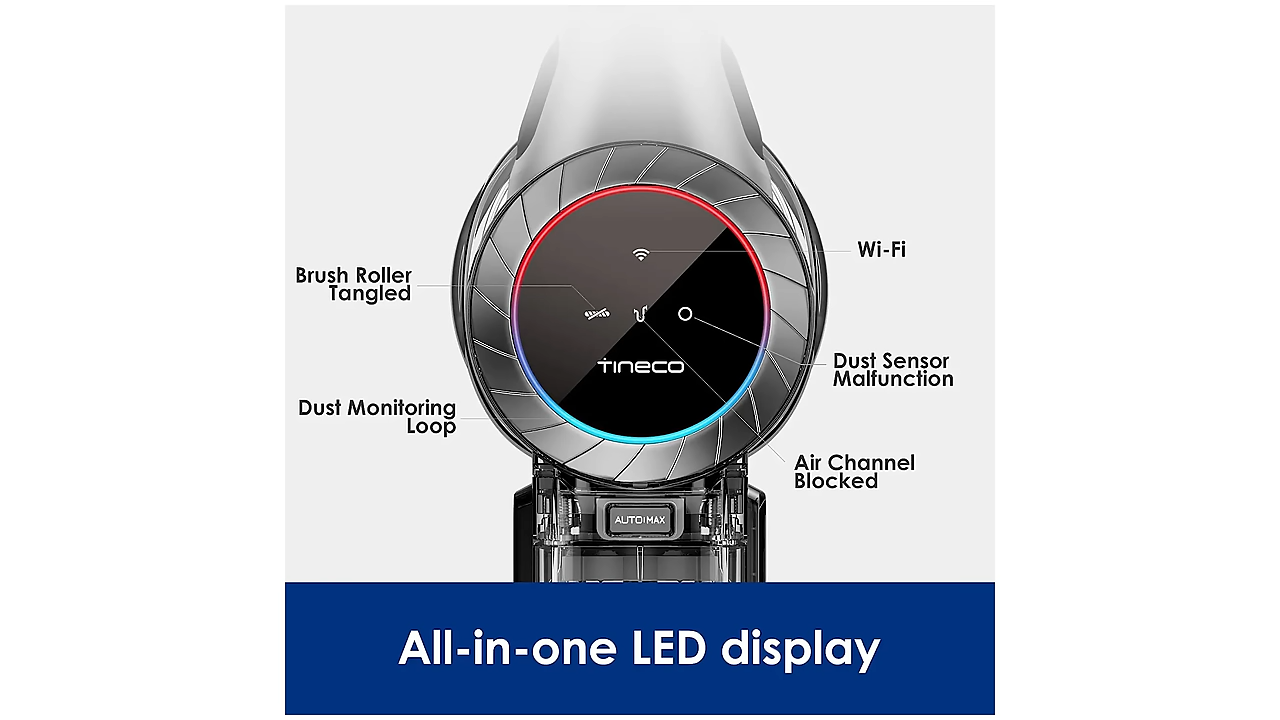 Wi-Fi
Brush Roller
Tangled
TINECO
Dust Sensor
Malfunction
Dust Monitoring
Loop
Air Channel
Blocked
AUTO|MAX
All-in-one LED display